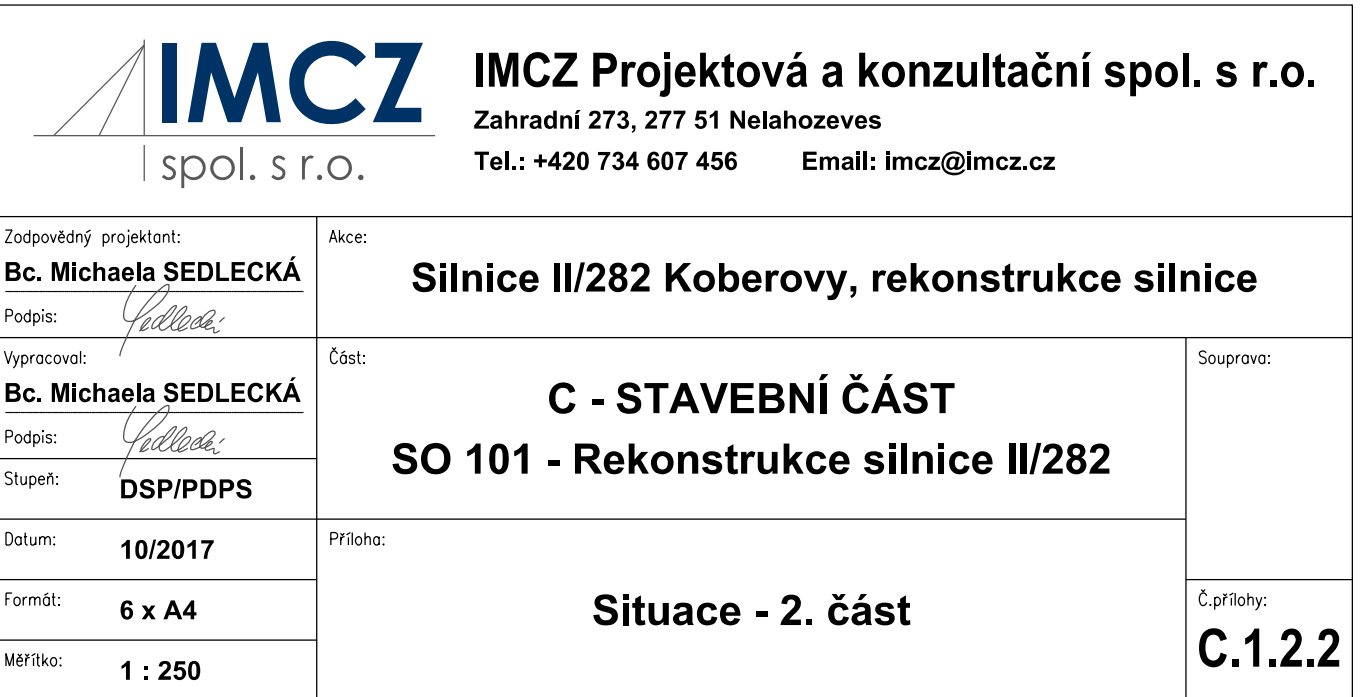 IMCZ
spol. s r.o.
IMCZ Projektová a konzultační spol. s r.o.
Zahradní 273, 277 51 Nelahozeves
Tel.: +420 734 607 456 Email: imcz@imcz.cz
Zodpovědný projektant:
Bc. Michaela SEDLECKÁ
Podpis: Sedlecká
Akce:
Silnice II/282 Koberovy, rekonstrukce silnice
Vypracoval:
Bc. Michaela SEDLECKÁ
Podpis: Sedlecká
Stupeň: DSP/PDPS
Část:
C - STAVEBNÍ ČÁST
SO 101 - Rekonstrukce silnice II/282
Souprava:
Datum: 10/2017
Formát: 6 x A4
Měřítko: 1 : 250
Příloha:
Situace - 2. část
Č.přílohy:
C.1.2.2